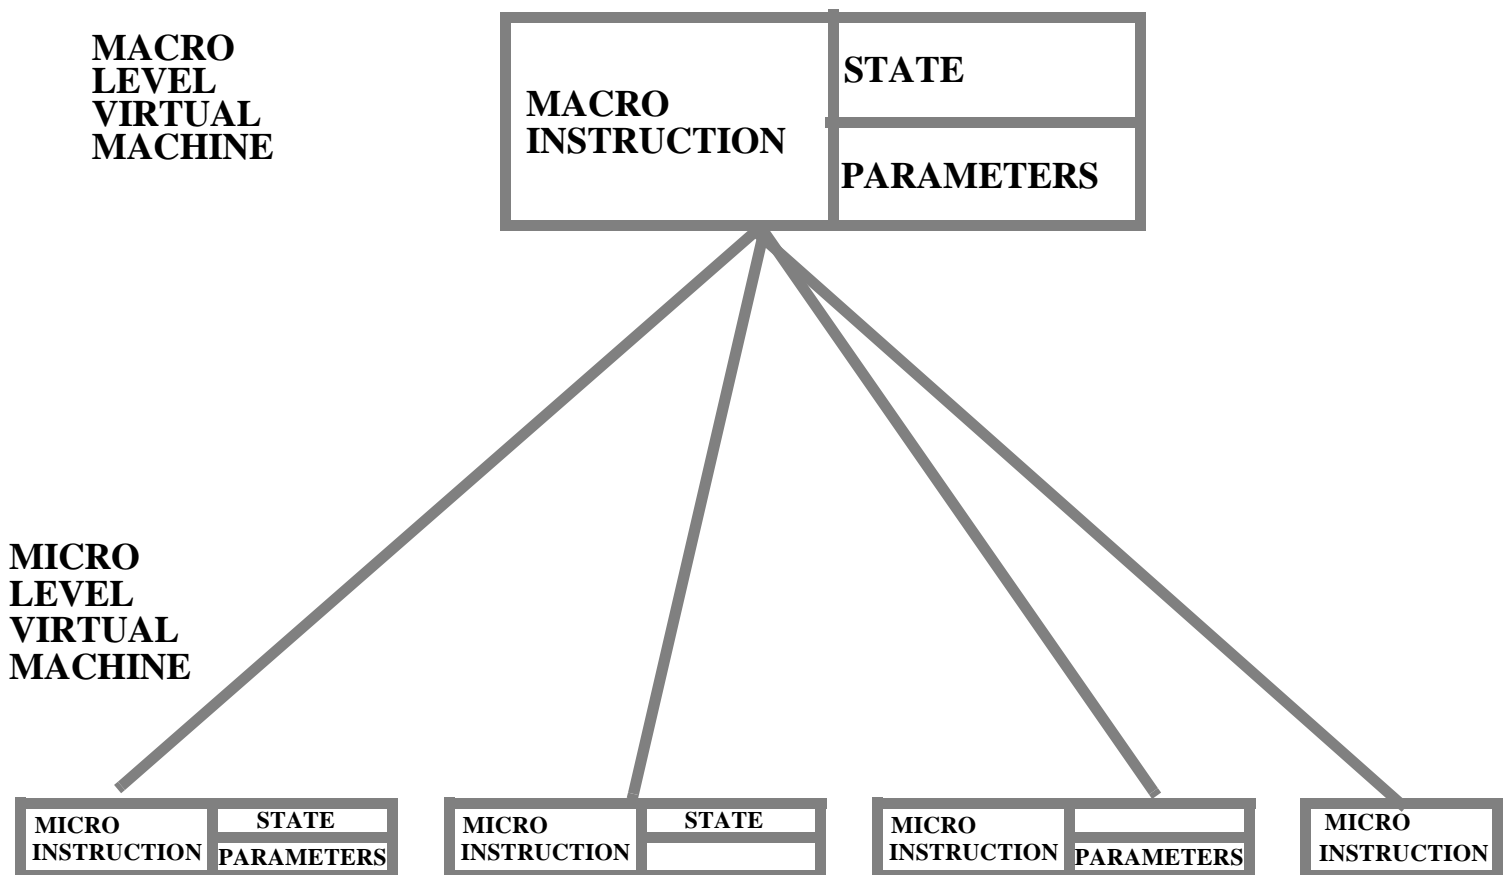 MACRO
LEVEL
VIRTUAL
MACHINE
MACRO
INSTRUCTION
STATE
PARAMETERS
MICRO
LEVEL
VIRTUAL
MACHINE
MICRO
INSTRUCTION
STATE
PARAMETERS
MICRO
INSTRUCTION
STATE
MICRO
INSTRUCTION
PARAMETERS
MICRO
INSTRUCTION